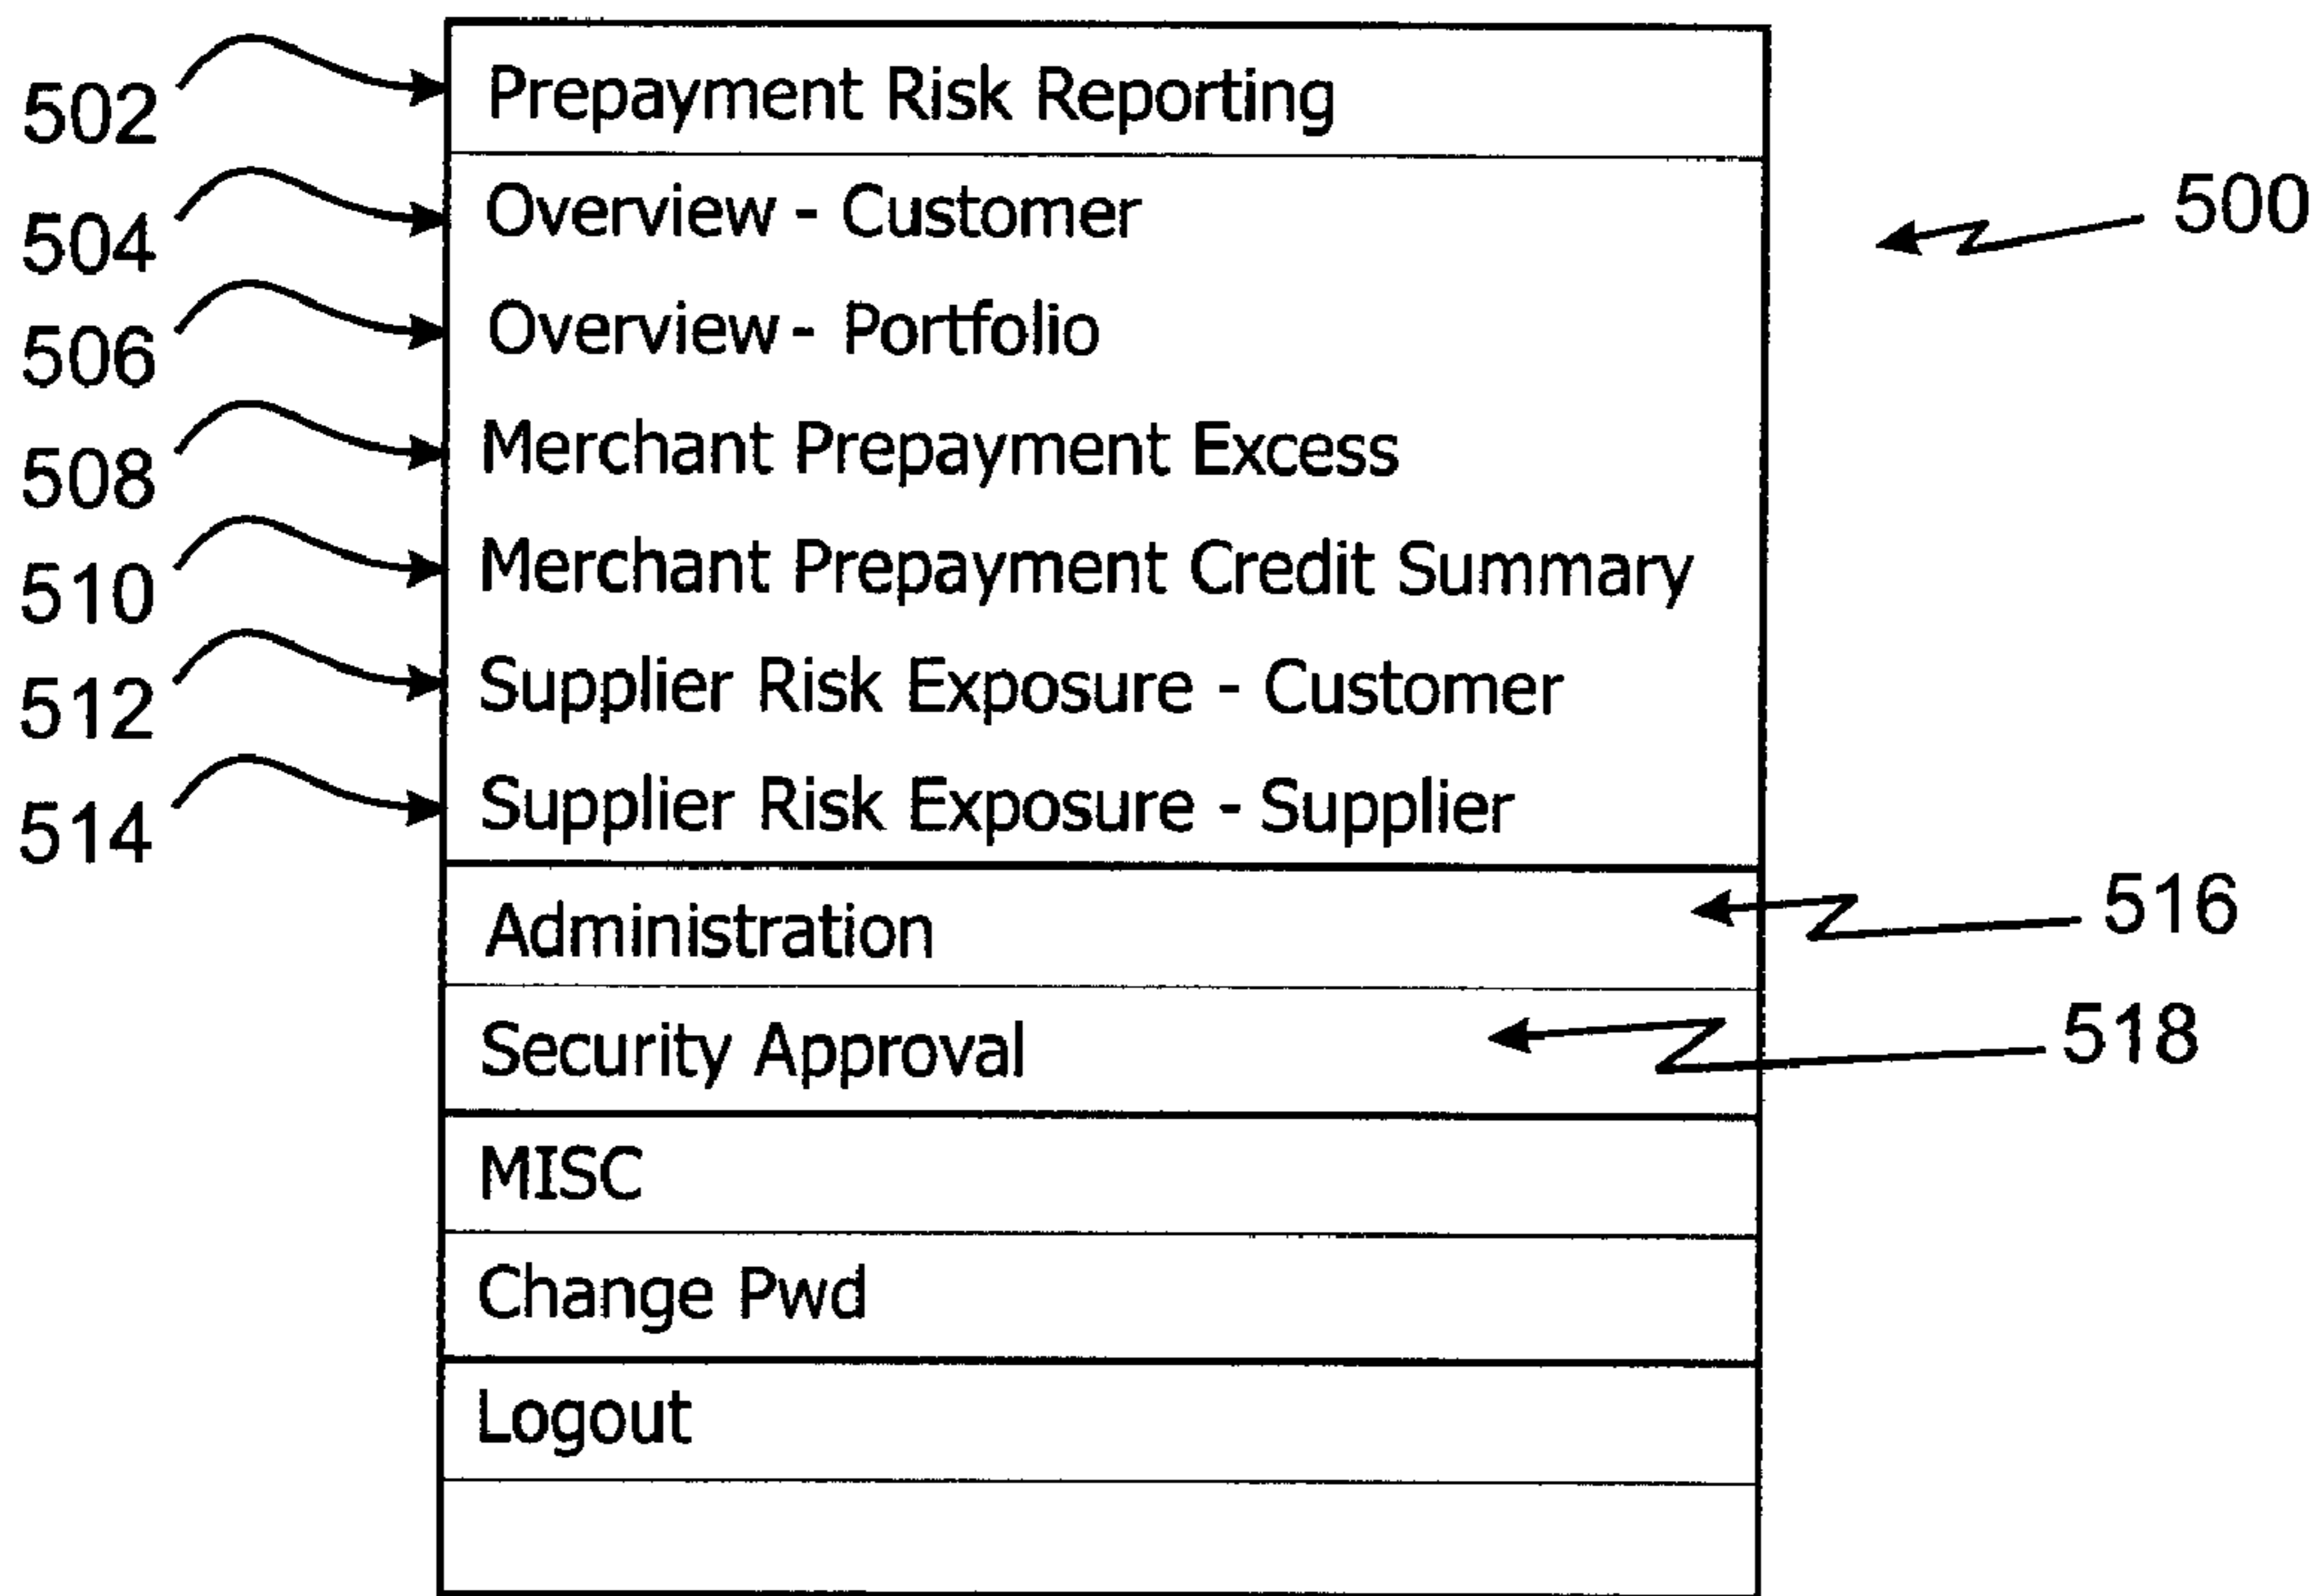 502 Prepayment Risk Reporting
504 Overview - Customer 500
506 Overview - Portfolio
508 Merchant Prepayment Excess
510 Merchant Prepayment Credit Summary
512 Supplier Risk Exposure - Customer
514 Supplier Risk Exposure - Supplier
Administration 516
Security Approval 518
MISC
Change Pwd
Logout